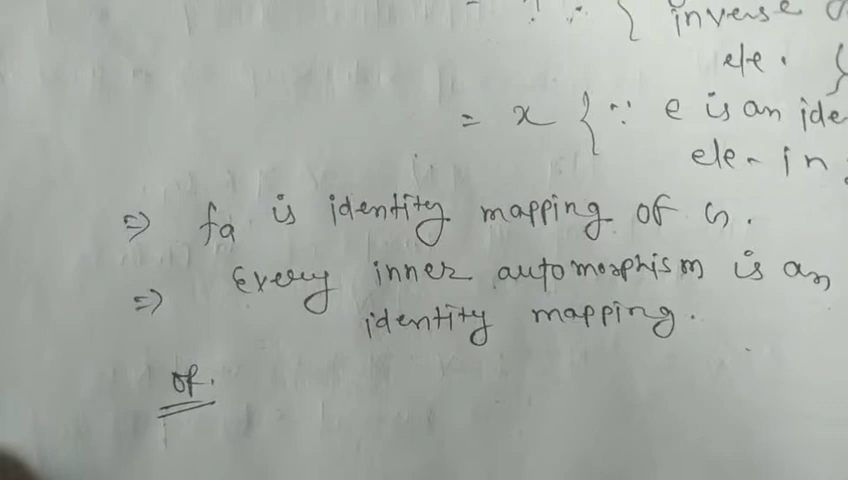 ∵ { inverse
ele. }
= x { ∵ e is an ide
ele. in
⇒ fa is identity mapping of G.
⇒ Every inner automorphism is an
identity mapping.